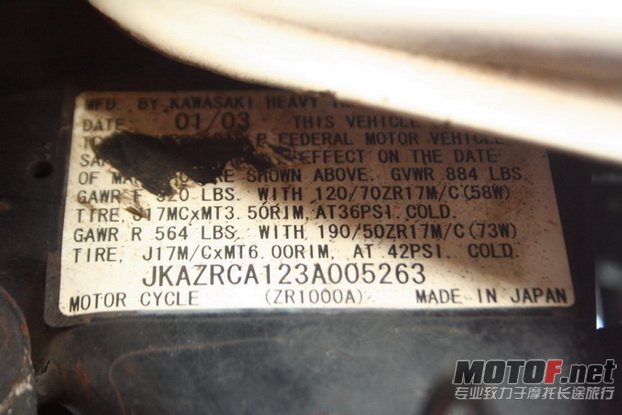 MFD. BY KAWASAKI HEAVY
DATE 01/03 THIS VEHICLE
FEDERAL MOTOR VEHICLE
EFFECT ON THE DATE
OF SHOWN ABOVE. GVWR 884 LBS.
GAWR F 320 LBS. WITH 120/70ZR17M/C(58W)
TIRE, J17MCxMT3.50RIM,AT36PSI.COLD.
GAWR R 564 LBS. WITH 190/50ZR17M/C(73W)
TIRE, J17M/CxMT6.00RIM, AT 42PSI. COLD.
JKAZRCA123A005263
MOTOR CYCLE (ZR1000A) MADE IN JAPAN
MOTOF.net
专业致力于摩托长途旅行